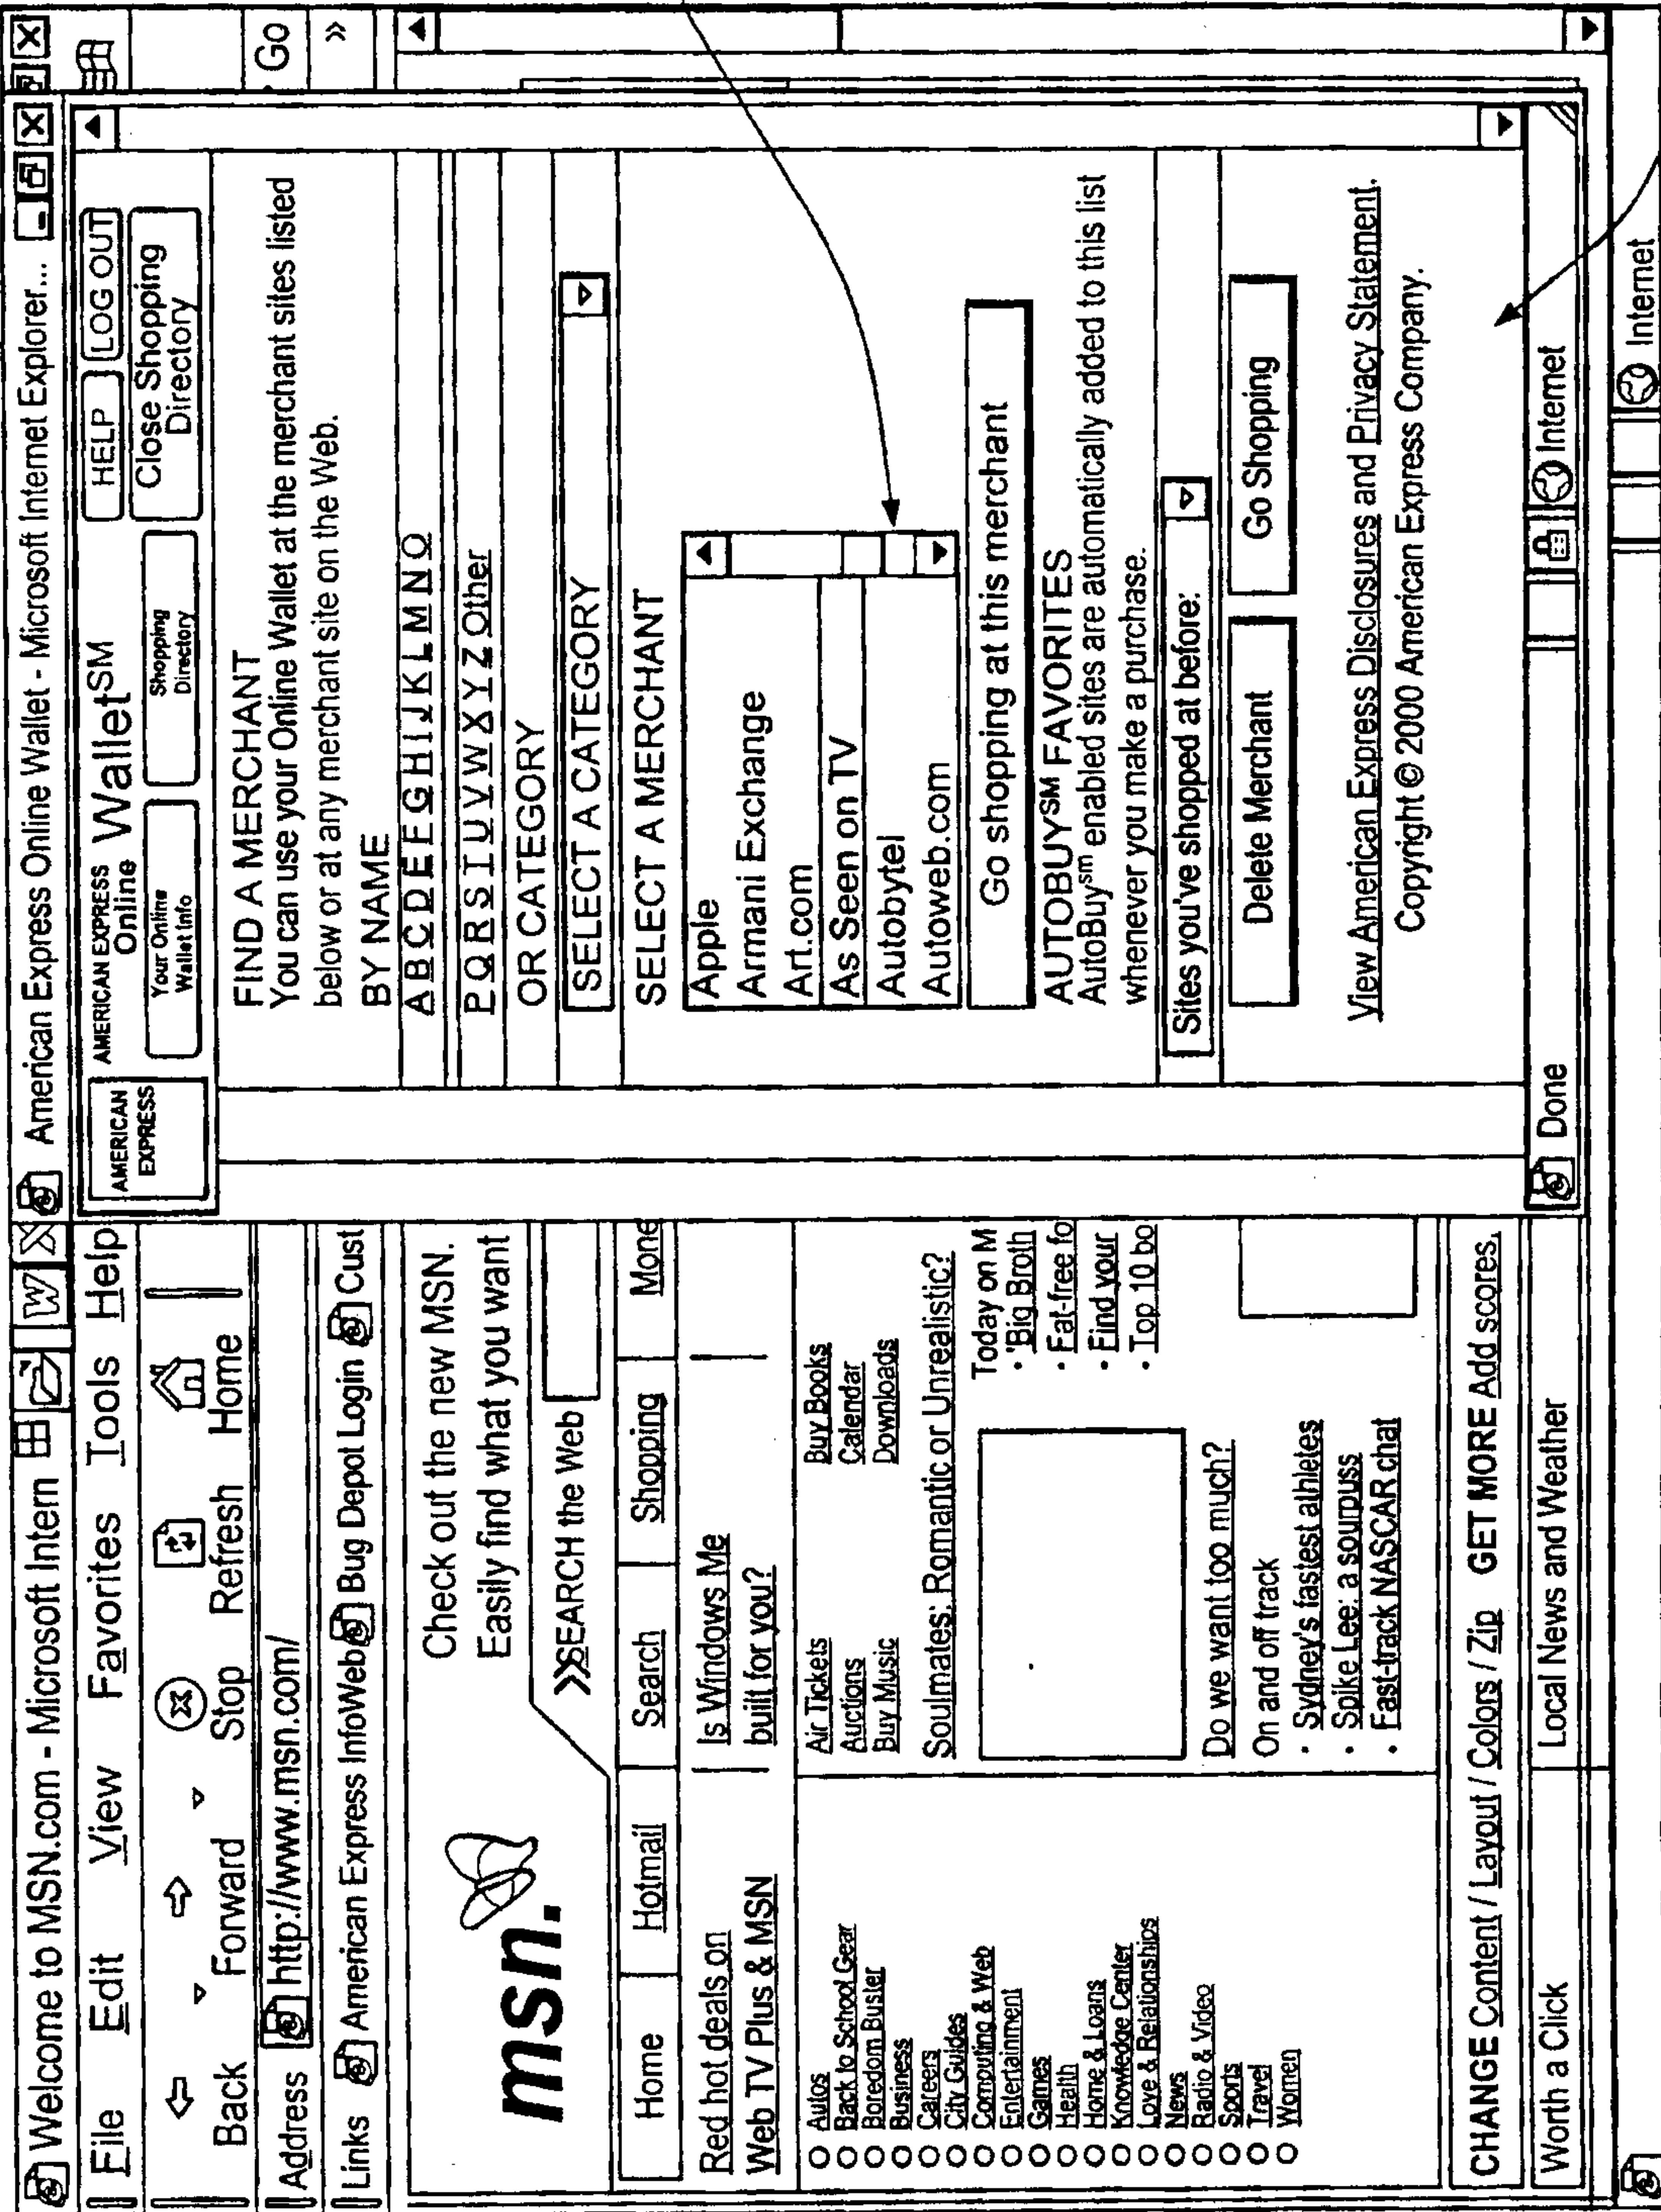 Welcome to MSN.com - Microsoft Intern
File Edit View Favorites Tools Help
Back Forward Stop Refresh Home
Address http://www.msn.com/
Go
Links American Express InfoWeb Bug Depot Login Cust
»
msn.
Check out the new MSN.
Easily find what you want
>>SEARCH the Web
Home Hotmail Search Shopping Mone
Red hot deals on
Web TV Plus & MSN
Is Windows Me
built for you?
Autos
Back to School Gear
Boredom Buster
Business
Careers
City Guides
Computing & Web
Entertainment
Games
Health
Home & Loans
Knowledge Center
Love & Relationships
News
Radio & Video
Sports
Travel
Women
Air Tickets Buy Books
Auctions Calendar
Buy Music Downloads
Soulmates: Romantic or Unrealistic?
Today on M
· 'Big Broth
· Fat-free fo
· Find your
· Top 10 bo
Do we want too much?
On and off track
· Sydney's fastest athletes
· Spike Lee: a sourpuss
· Fast-track NASCAR chat
CHANGE Content / Layout / Colors / Zip GET MORE Add scores,
Worth a Click Local News and Weather
Internet
American Express Online Wallet - Microsoft Internet Explorer...
AMERICAN
EXPRESS
AMERICAN EXPRESS
Online WalletSM
HELP LOG OUT
Your Online
Wallet Info
Shopping
Directory
Close Shopping
Directory
FIND A MERCHANT
You can use your Online Wallet at the merchant sites listed
below or at any merchant site on the Web.
BY NAME
A B C D E F G H I J K L M N O
P Q R S T U V W X Y Z Other
OR CATEGORY
SELECT A CATEGORY
SELECT A MERCHANT
Apple
Armani Exchange
Art.com
As Seen on TV
Autobytel
Autoweb.com
Go shopping at this merchant
AUTOBUYSM FAVORITES
AutoBuysm enabled sites are automatically added to this list
whenever you make a purchase.
Sites you've shopped at before:
Delete Merchant Go Shopping
View American Express Disclosures and Privacy Statement.
Copyright © 2000 American Express Company.
Done Internet